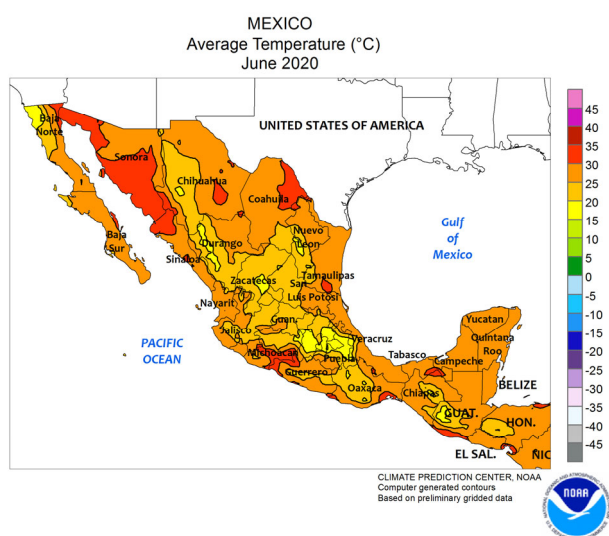 MEXICO
Average Temperature (°C)
June 2020
UNITED STATES OF AMERICA
Baja
Norte
Sonora
Chihuahua
Coahuila
Baja
Sur
Sinaloa
Durango
Nuevo
Leon
Gulf
of
Mexico
Zacatecas
San
Luis Potosi
Tamaulipas
Nayarit
Jalisco
Guan.
PACIFIC
OCEAN
Michoacan
Guerrero
Puebla
Veracruz
Oaxaca
Tabasco
Chiapas
Campeche
Yucatan
Quintana
Roo
BELIZE
GUAT.
HON.
EL SAL.
NIC
45
40
35
30
25
20
15
10
5
0
-5
-10
-15
-20
-25
-30
-35
-40
-45
CLIMATE PREDICTION CENTER, NOAA
Computer generated contours
Based on preliminary gridded data
NOAA